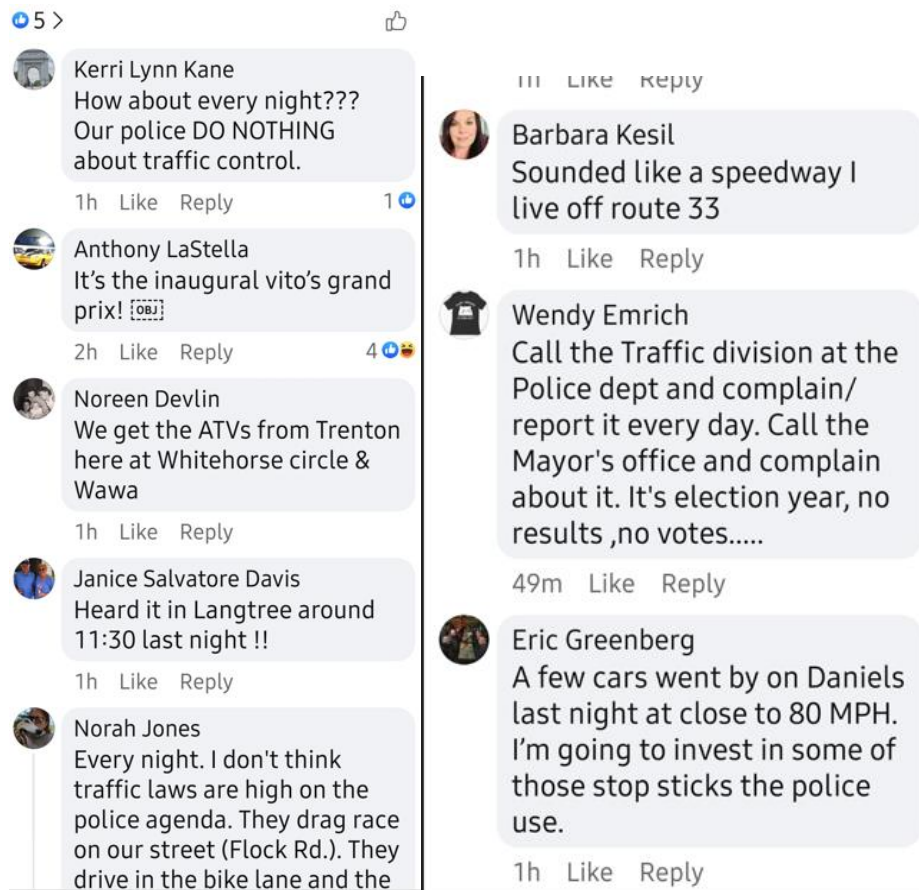 5 >
Kerri Lynn Kane
How about every night???
Our police DO NOTHING
about traffic control.
1h Like Reply 1
Anthony LaStella
It's the inaugural vito's grand
prix! OBJ
2h Like Reply 4
Noreen Devlin
We get the ATVs from Trenton
here at Whitehorse circle &
Wawa
1h Like Reply
Janice Salvatore Davis
Heard it in Langtree around
11:30 last night !!
1h Like Reply
Norah Jones
Every night. I don't think
traffic laws are high on the
police agenda. They drag race
on our street (Flock Rd.). They
drive in the bike lane and the
Like Reply
Barbara Kesil
Sounded like a speedway I
live off route 33
1h Like Reply
Wendy Emrich
Call the Traffic division at the
Police dept and complain/
report it every day. Call the
Mayor's office and complain
about it. It's election year, no
results ,no votes.....
49m Like Reply
Eric Greenberg
A few cars went by on Daniels
last night at close to 80 MPH.
I'm going to invest in some of
those stop sticks the police
use.
1h Like Reply